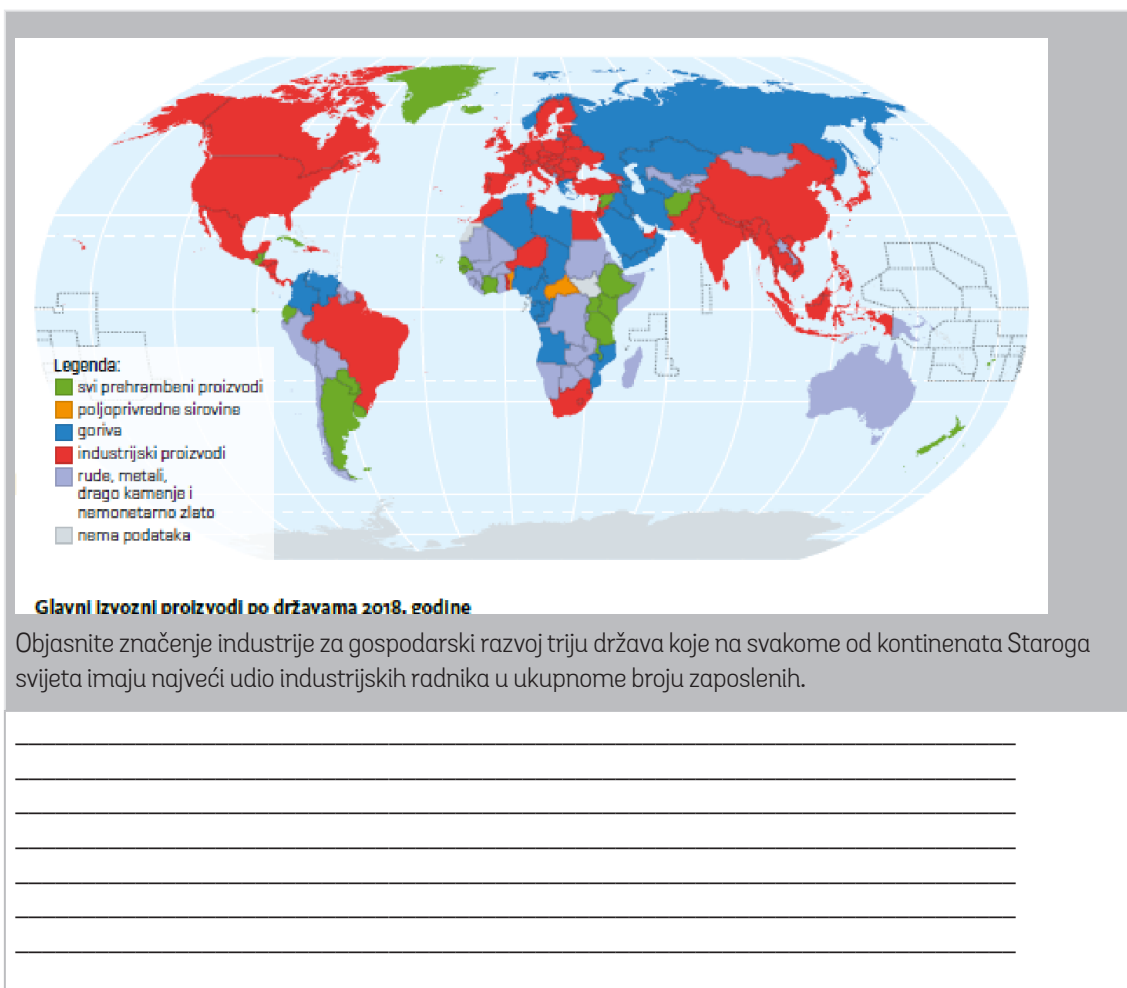 Legenda:
svi prehrambeni proizvodi
poljoprivredne sirovine
goriva
industrijski proizvodi
rude, metali,
drago kamenje i
nemonetarno zlato
nema podataka
Glavni izvozni proizvodi po državama 2018. godine
Objasnite značenje industrije za gospodarski razvoj triju država koje na svakome od kontinenata Staroga
svijeta imaju najveći udio industrijskih radnika u ukupnome broju zaposlenih.